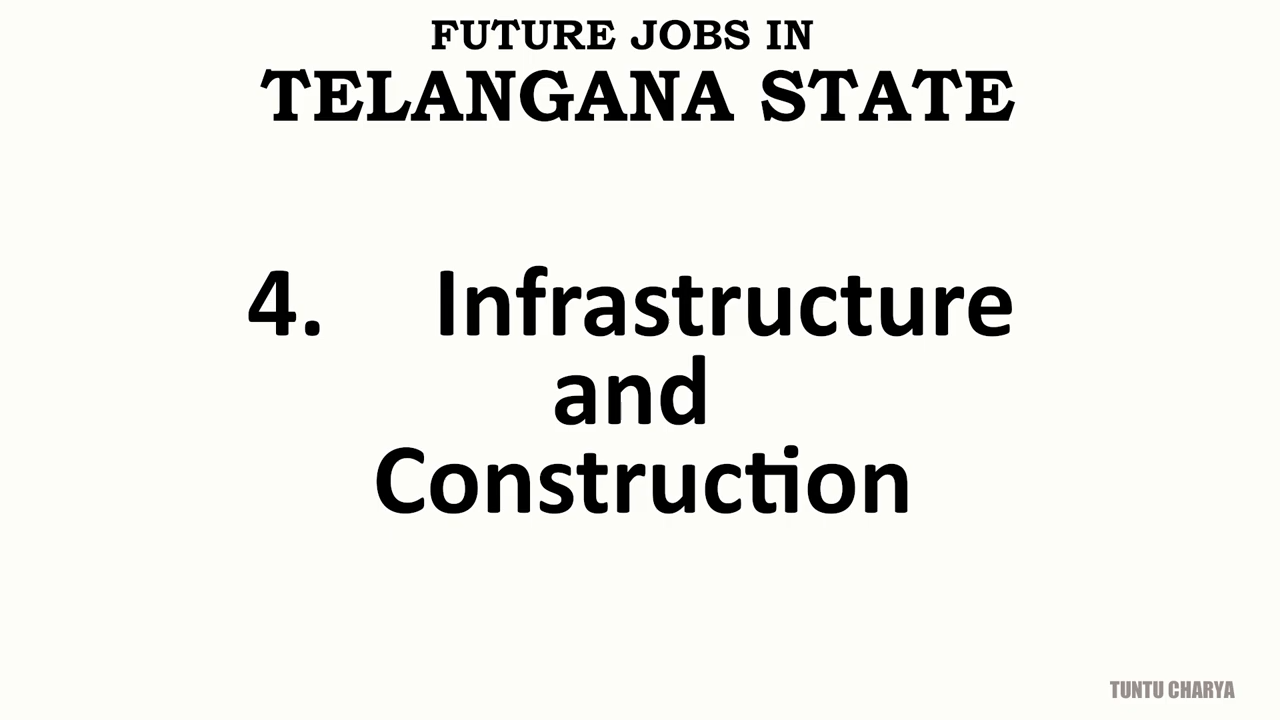 FUTURE JOBS IN
TELANGANA STATE
4. Infrastructure
and
Construction
TUNTU CHARYA